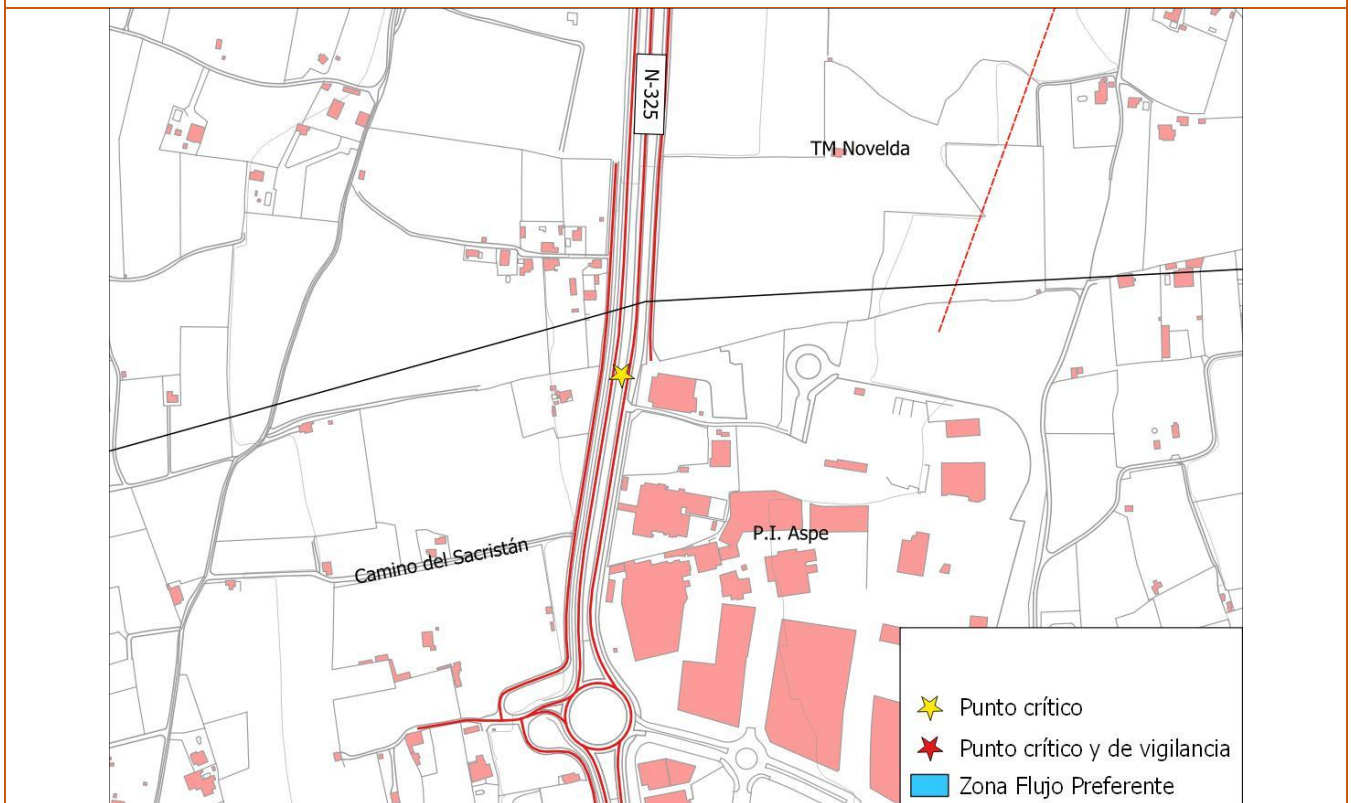 N-325
TM Novelda
P.I. Aspe
Camino del Sacristán
Punto crítico
Punto crítico y de vigilancia
Zona Flujo Preferente